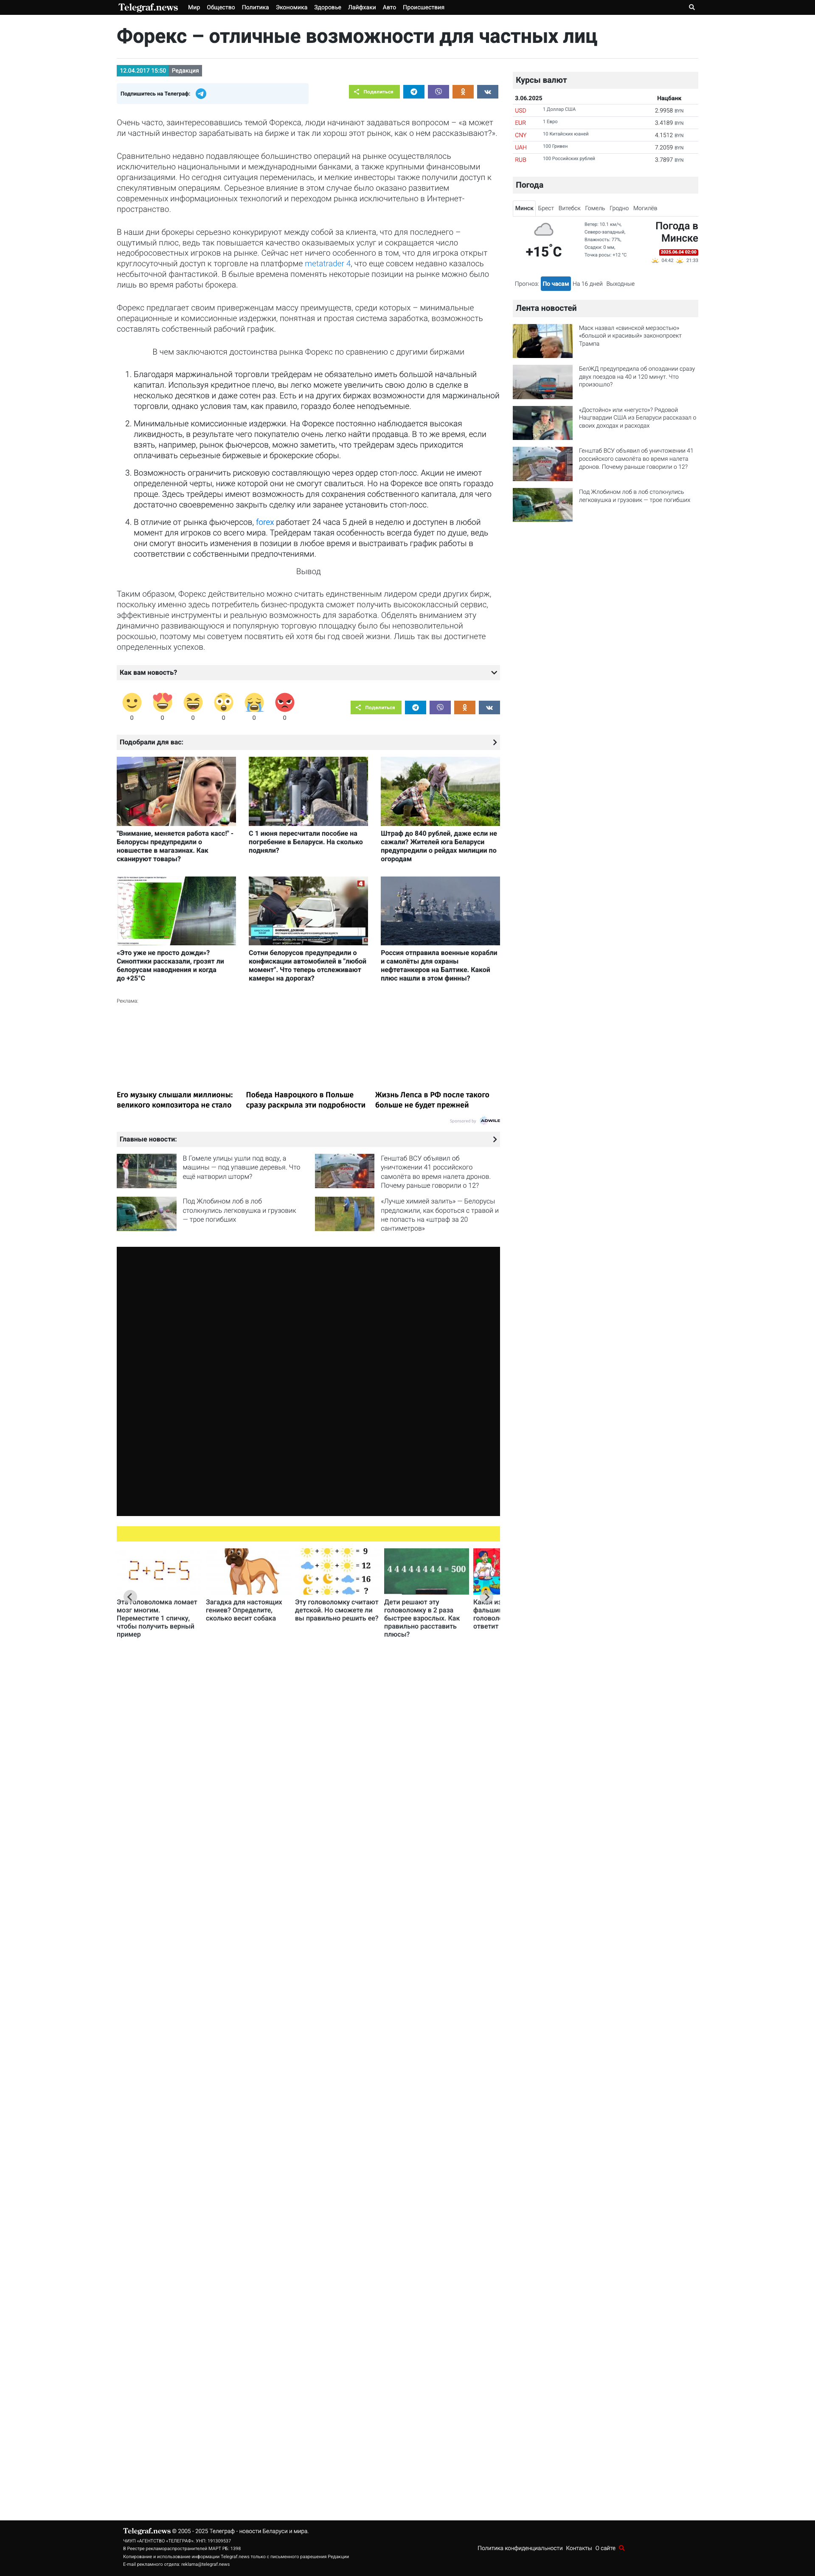 Telegraf.news Мир Общество Политика Экономика Здоровье Лайфхаки Авто Происшествия
Форекс – отличные возможности для частных лиц
12.04.2017 15:50 Редакция
Подпишитесь на Телеграф:
Поделиться
Очень часто, заинтересовавшись темой Форекса, люди начинают задаваться вопросом – «а может
ли частный инвестор зарабатывать на бирже и так ли хорош этот рынок, как о нем рассказывают?».
Сравнительно недавно подавляющее большинство операций на рынке осуществлялось
исключительно национальными и международными банками, а также иными крупнейшими
игроками. Но сегодня ситуация изменилась, и мелкие инвесторы также получили доступ к
спекулятивным операциям. Серьезное влияние в этом случае было оказано развитием
современных информационных технологий и переходом рынка исключительно в Интернет-
пространство.
В наши дни брокеры серьезно конкурируют между собой за клиента, что для последнего –
ощутимый плюс, ведь так повышается качество оказываемых услуг и сокращается число
недобросовестных игроков на рынке. Сейчас нет ничего особенного в том, что для игрока открыт
круглосуточный доступ к торговле на платформе metatrader 4, что еще совсем недавно казалось
несбыточной фантастикой. В былые времена поменять некоторые позиции на рынке можно было
лишь во время работы брокера.
Форекс предлагает своим приверженцам массу преимуществ, среди которых – минимальные
операционные и комиссионные издержки, понятная и простая система заработка, возможность
составлять собственный рабочий график.
В чем заключаются достоинства рынка Форекс по сравнению с другими биржами
1. Благодаря маржинальной торговли трейдерам не обязательно иметь большой начальный
капитал. Используя кредитное плечо, вы легко можете увеличить свою долю в сделке в
несколько десятков и даже сотен раз. Есть и на других биржах возможности для маржинальной
торговли, однако условия там, как правило, гораздо более неподъемные.
2. Минимальные комиссионные издержки. На Форексе постоянно наблюдается высокая
ликвидность, в результате чего покупателю очень легко найти продавца. В то же время, если
взять, например, рынок фьючерсов, можно заметить, что трейдерам здесь приходится
оплачивать серьезные биржевые и брокерские сборы.
3. Возможность ограничить рисковую составляющую через ордер стоп-лосс. Акции не имеют
определенной черты, ниже которой они не смогут свалиться. Но на Форексе все опять гораздо
проще. Здесь трейдеры имеют возможность для сохранения собственного капитала, для чего
достаточно своевременно закрыть сделку или заранее установить стоп-лосс.
4. В отличие от рынка фьючерсов, forex работает 24 часа 5 дней в неделю и доступен в любой
момент для игроков со всего мира. Трейдерам такая особенность всегда будет по душе, ведь
они смогут вносить изменения в позиции в любое время и выстраивать график работы в
соответствии с собственными предпочтениями.
Вывод
Таким образом, Форекс действительно можно считать единственным лидером среди других бирж,
поскольку именно здесь потребитель бизнес-продукта сможет получить высококлассный сервис,
эффективные инструменты и реальную возможность для заработка. Обделять вниманием эту
динамично развивающуюся и популярную торговую площадку было бы непозволительной
роскошью, поэтому мы советуем посвятить ей хотя бы год своей жизни. Лишь так вы достигнете
определенных успехов.
Как вам новость?
0 0 0 0 0 0
Поделиться
Подобрали для вас:
"Внимание, меняется работа касс!" -
Белорусы предупредили о
новшестве в магазинах. Как
сканируют товары?
С 1 июня пересчитали пособие на
погребение в Беларуси. На сколько
подняли?
Штраф до 840 рублей, даже если не
сажали? Жителей юга Беларуси
предупредили о рейдах милиции по
огородам
«Это уже не просто дожди»?
Синоптики рассказали, грозят ли
белорусам наводнения и когда
до +25°С
Сотни белорусов предупредили о
конфискации автомобилей в "любой
момент". Что теперь отслеживают
камеры на дорогах?
Россия отправила военные корабли
и самолёты для охраны
нефтетанкеров на Балтике. Какой
плюс нашли в этом финны?
Реклама
Его музыку слышали миллионы:
великого композитора не стало
Победа Навроцкого в Польше
сразу раскрыла эти подробности
Жизнь Лепса в РФ после такого
больше не будет прежней
Sponsored by ADWILE
Главные новости:
В Гомеле улицы ушли под воду, а
машины — под упавшие деревья. Что
ещё натворил шторм?
Генштаб ВСУ объявил об
уничтожении 41 российского
самолёта во время налета дронов.
Почему раньше говорили о 12?
Под Жлобином лоб в лоб
столкнулись легковушка и грузовик
— трое погибших
«Лучше химией залить» — Белорусы
предложили, как бороться с травой и
не попасть на «штраф за 20
сантиметров»
2+2=5
= 9
= 12
= 16
= ?
4 4 4 4 4 4 4 4 = 500
Эта головоломка ломает
мозг многим.
Переместите 1 спичку,
чтобы получить верный
пример
Загадка для настоящих
гениев? Определите,
сколько весит собака
Эту головоломку считают
детской. Но сможете ли
вы правильно решить ее?
Дети решают эту
головоломку в 2 раза
быстрее взрослых. Как
правильно расставить
плюсы?
ответит
Курсы валют
3.06.2025 Нацбанк
USD 1 Доллар США 2.9958 BYN
EUR 1 Евро 3.4189 BYN
CNY 10 Китайских юаней 4.1512 BYN
UAH 100 Гривен 7.2059 BYN
RUB 100 Российских рублей 3.7897 BYN
Погода
Минск Брест Витебск Гомель Гродно Могилёв
+15°C
Ветер: 10.1 км/ч,
Северо-западный,
Влажность: 77%,
Осадки: 0 мм,
Точка росы: +12 °C
Погода в
Минске
2025.06.04 02:00
04:42 21:33
Прогноз: По часам На 16 дней Выходные
Лента новостей
Маск назвал «свинской мерзостью»
«большой и красивый» законопроект
Трампа
БелЖД предупредила об опоздании сразу
двух поездов на 40 и 120 минут. Что
произошло?
«Достойно» или «негусто»? Рядовой
Нацгвардии США из Беларуси рассказал о
своих доходах и расходах
Генштаб ВСУ объявил об уничтожении 41
российского самолёта во время налета
дронов. Почему раньше говорили о 12?
Под Жлобином лоб в лоб столкнулись
легковушка и грузовик — трое погибших
Telegraf.news © 2005 - 2025 Телеграф - новости Беларуси и мира.
ЧИУП «АГЕНТСТВО «ТЕЛЕГРАФ». УНП: 191309537
В Реестре рекламораспространителей МАРТ РБ: 1398
Копирование и использование информации Telegraf.news только с письменного разрешения Редакции
E-mail рекламного отдела: reklama@telegraf.news
Политика конфиденциальности Контакты О сайте